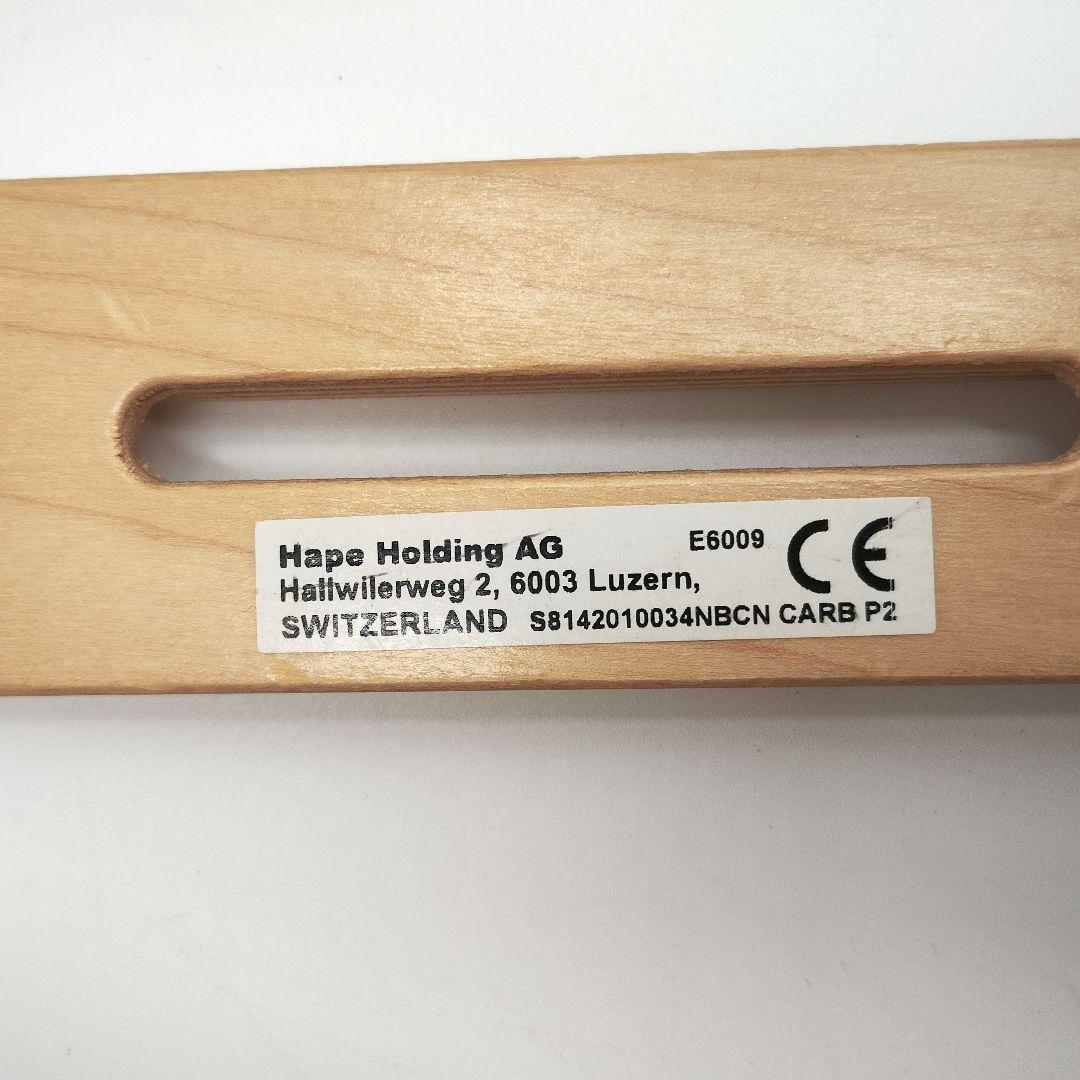 Hape Holding AG E6009 CE
Hallwilerweg 2, 6003 Luzern,
SWITZERLAND S8142010034NBCN CARB P2